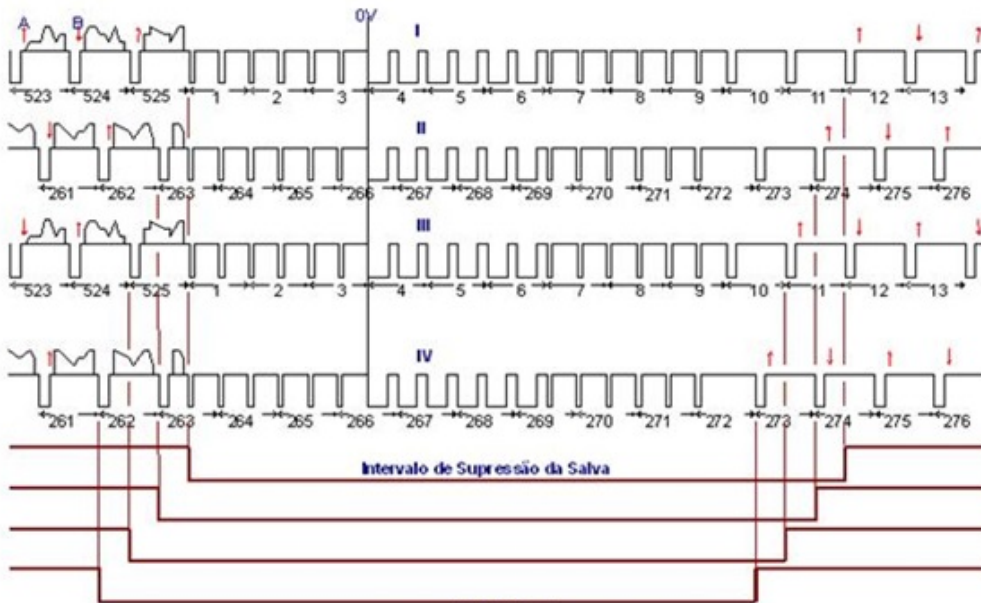 A B 0V I
523 524 525 1 2 3 4 5 6 7 8 9 10 11 12 13
II
261 262 263 264 265 266 267 268 269 270 271 272 273 274 275 276
III
523 524 525 1 2 3 4 5 6 7 8 9 10 11 12 13
IV
261 262 263 264 265 266 267 268 269 270 271 272 273 274 275 276
Intervalo de Supressão da Salva